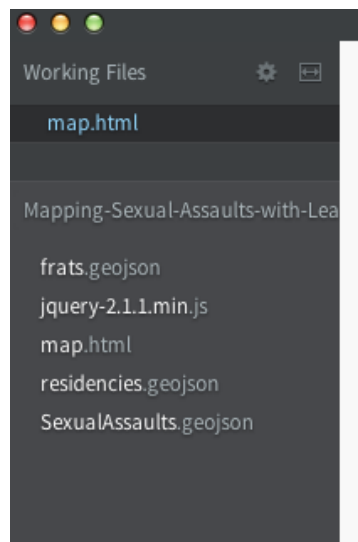 Working Files
map.html
Mapping-Sexual-Assaults-with-Lea
frats.geojson
jquery-2.1.1.min.js
map.html
residencies.geojson
SexualAssaults.geojson